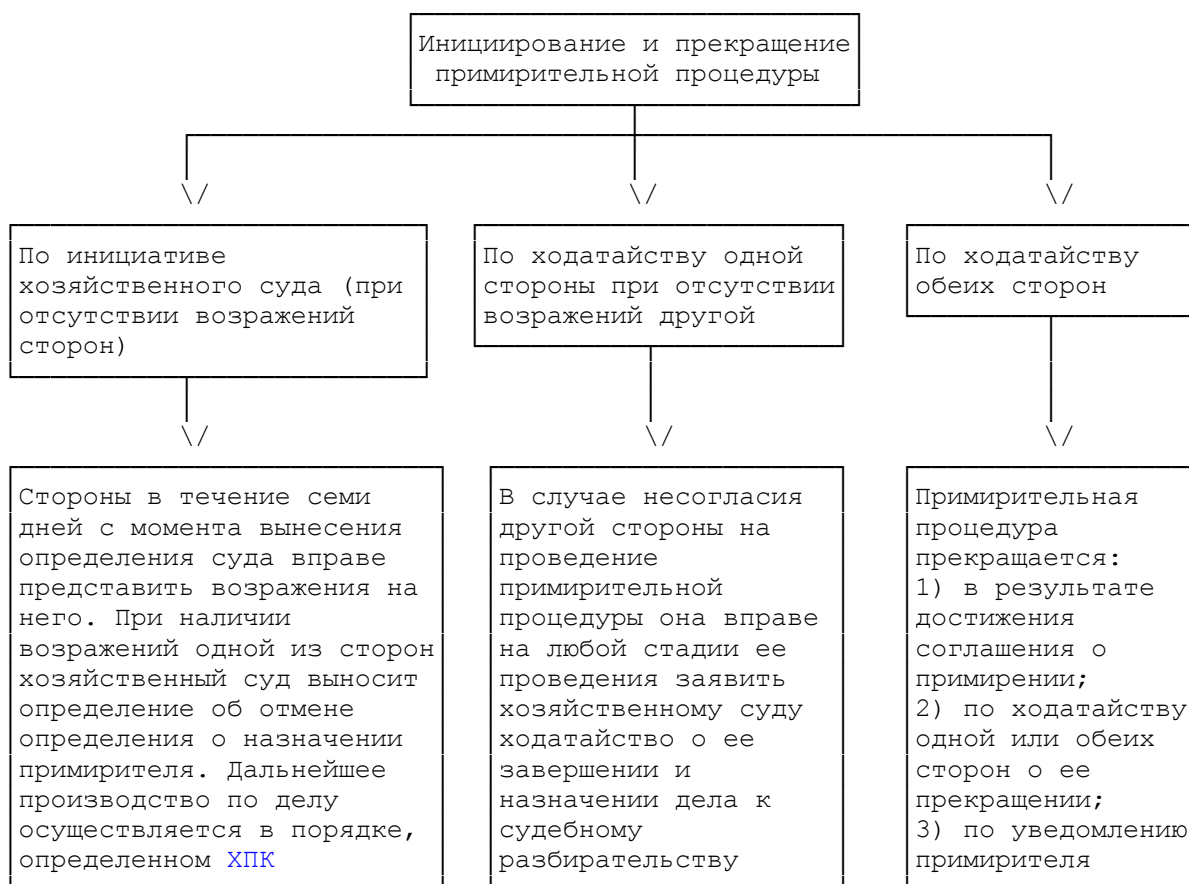 Инициирование и прекращение
примирительной процедуры
По инициативе
хозяйственного суда (при
отсутствии возражений
сторон)
По ходатайству одной
стороны при отсутствии
возражений другой
По ходатайству
обеих сторон
Стороны в течение семи
дней с момента вынесения
определения суда вправе
представить возражения на
него. При наличии
возражений одной из сторон
хозяйственный суд выносит
определение об отмене
определения о назначении
примирителя. Дальнейшее
производство по делу
осуществляется в порядке,
определенном ХПК
В случае несогласия
другой стороны на
проведение
примирительной
процедуры она вправе
на любой стадии ее
проведения заявить
хозяйственному суду
ходатайство о ее
завершении и
назначении дела к
судебному
разбирательству
Примирительная
процедура
прекращается:
1) в результате
достижения
соглашения о
примирении;
2) по ходатайству
одной или обеих
сторон о ее
прекращении;
3) по уведомлению
примирителя